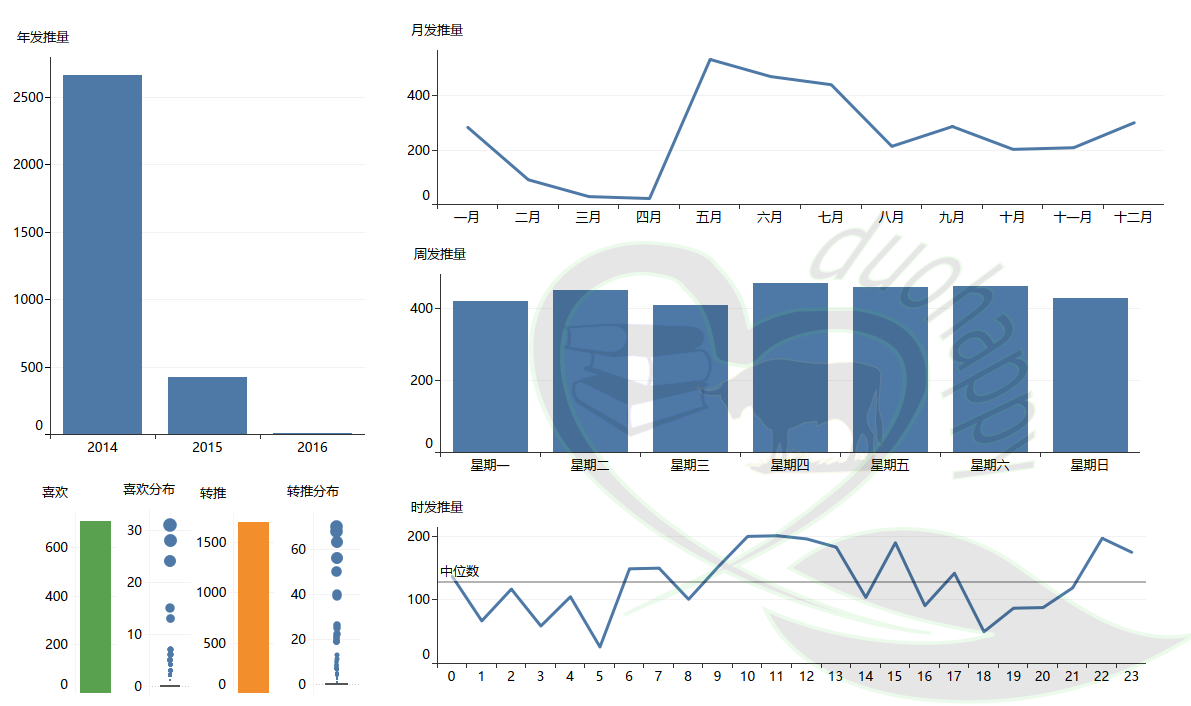 年发推量
2500
2000
1500
1000
500
0
2014 2015 2016
月发推量
400
200
0
一月 二月 三月 四月 五月 六月 七月 八月 九月 十月 十一月 十二月
周发推量
400
200
0
星期一 星期二 星期三 星期四 星期五 星期六 星期日
喜欢
600
400
200
0
喜欢分布
30
20
10
0
转推
1500
1000
500
0
转推分布
60
40
20
0
时发推量
200
中位数
100
0
0 1 2 3 4 5 6 7 8 9 10 11 12 13 14 15 16 17 18 19 20 21 22 23
duohappy